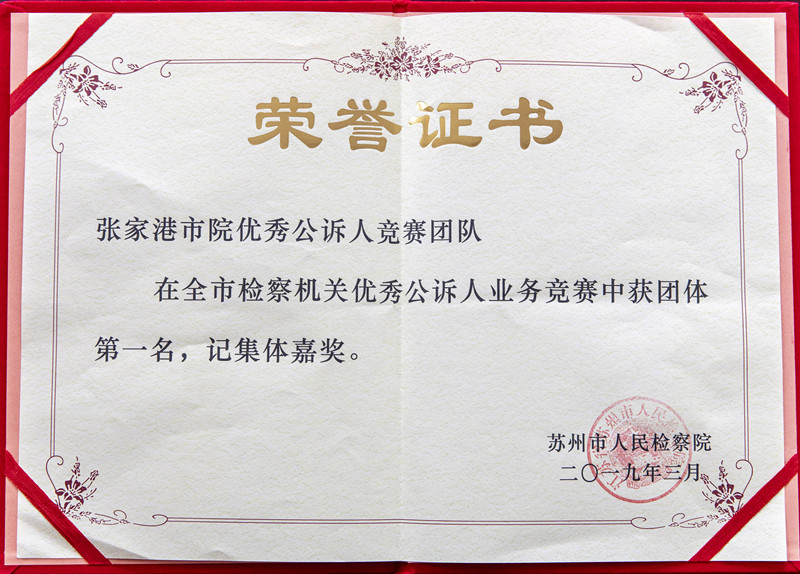 荣誉证书
张家港市院优秀公诉人竞赛团队
在全市检察机关优秀公诉人业务竞赛中获团体
第一名，记集体嘉奖。
苏州市人民检察院
二〇一九年三月